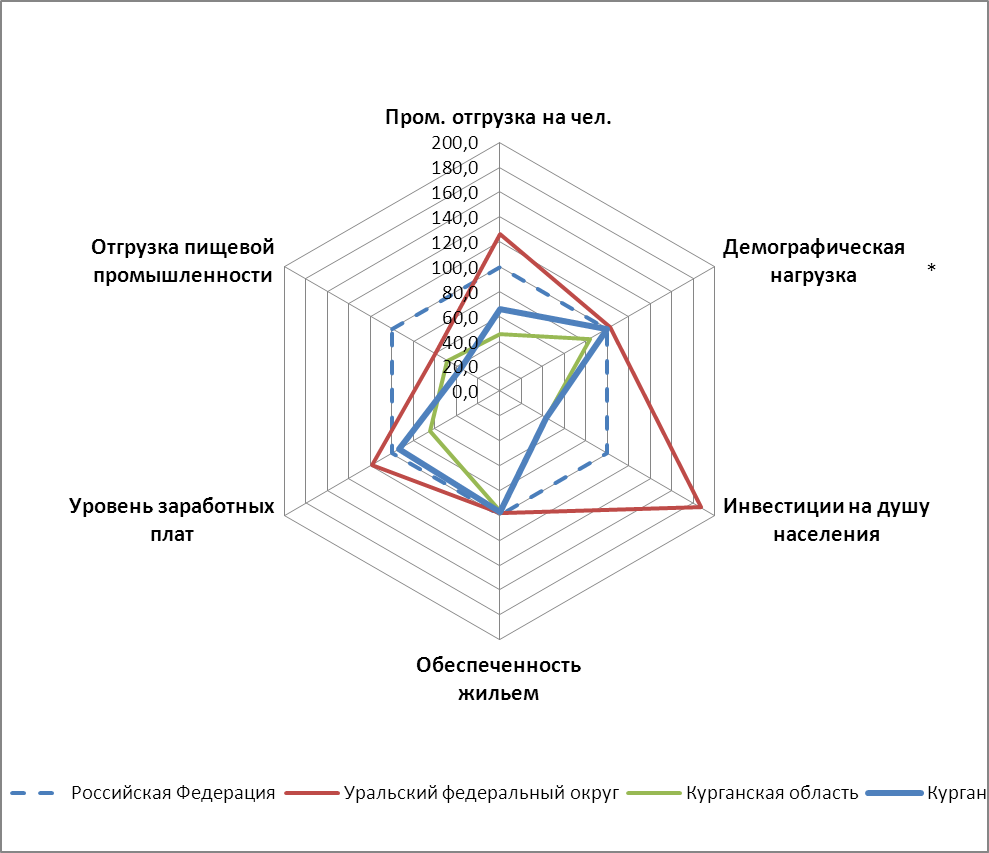 Пром. отгрузка на чел.
200,0
180,0
160,0
140,0
120,0
100,0
80,0
60,0
40,0
20,0
0,0
Демографическая
нагрузка *
Инвестиции на душу
населения
Обеспеченность
жильем
Уровень заработных
плат
Отгрузка пищевой
промышленности
Российская Федерация Уральский федеральный округ Курганская область Курган